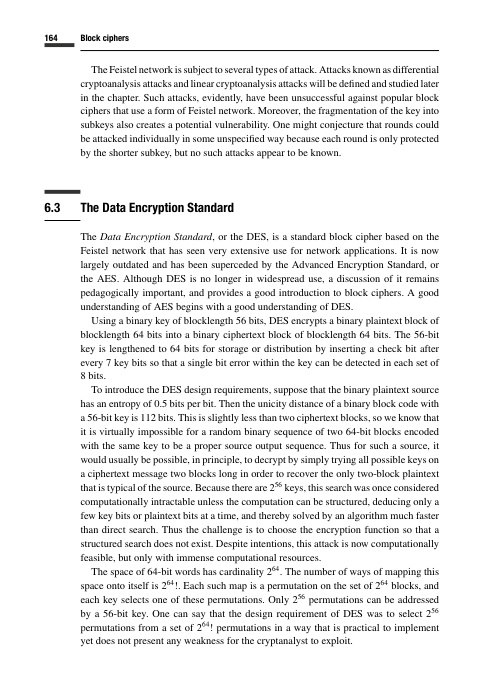 164 Block ciphers
The Feistel network is subject to several types of attack. Attacks known as differential
cryptoanalysis attacks and linear cryptoanalysis attacks will be defined and studied later
in the chapter. Such attacks, evidently, have been unsuccessful against popular block
ciphers that use a form of Feistel network. Moreover, the fragmentation of the key into
subkeys also creates a potential vulnerability. One might conjecture that rounds could
be attacked individually in some unspecified way because each round is only protected
by the shorter subkey, but no such attacks appear to be known.
6.3 The Data Encryption Standard
The Data Encryption Standard, or the DES, is a standard block cipher based on the
Feistel network that has seen very extensive use for network applications. It is now
largely outdated and has been superceded by the Advanced Encryption Standard, or
the AES. Although DES is no longer in widespread use, a discussion of it remains
pedagogically important, and provides a good introduction to block ciphers. A good
understanding of AES begins with a good understanding of DES.
Using a binary key of blocklength 56 bits, DES encrypts a binary plaintext block of
blocklength 64 bits into a binary ciphertext block of blocklength 64 bits. The 56-bit
key is lengthened to 64 bits for storage or distribution by inserting a check bit after
every 7 key bits so that a single bit error within the key can be detected in each set of
8 bits.
To introduce the DES design requirements, suppose that the binary plaintext source
has an entropy of 0.5 bits per bit. Then the unicity distance of a binary block code with
a 56-bit key is 112 bits. This is slightly less than two ciphertext blocks, so we know that
it is virtually impossible for a random binary sequence of two 64-bit blocks encoded
with the same key to be a proper source output sequence. Thus for such a source, it
would usually be possible, in principle, to decrypt by simply trying all possible keys on
a ciphertext message two blocks long in order to recover the only two-block plaintext
that is typical of the source. Because there are 2⁵⁶ keys, this search was once considered
computationally intractable unless the computation can be structured, deducing only a
few key bits or plaintext bits at a time, and thereby solved by an algorithm much faster
than direct search. Thus the challenge is to choose the encryption function so that a
structured search does not exist. Despite intentions, this attack is now computationally
feasible, but only with immense computational resources.
The space of 64-bit words has cardinality 2⁶⁴. The number of ways of mapping this
space onto itself is 2⁶⁴!. Each such map is a permutation on the set of 2⁶⁴ blocks, and
each key selects one of these permutations. Only 2⁵⁶ permutations can be addressed
by a 56-bit key. One can say that the design requirement of DES was to select 2⁵⁶
permutations from a set of 2⁶⁴! permutations in a way that is practical to implement
yet does not present any weakness for the cryptanalyst to exploit.